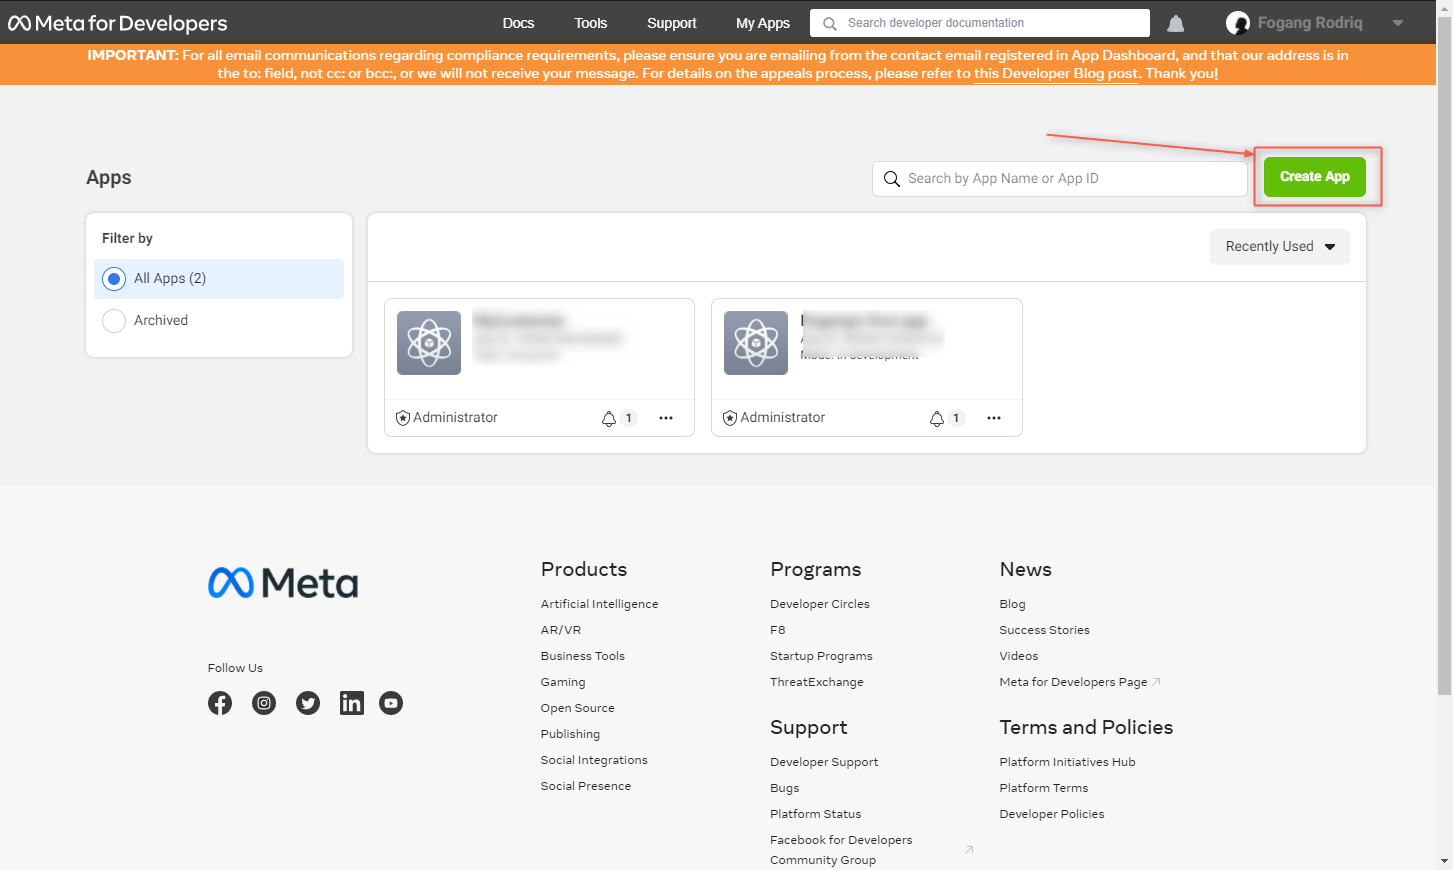 Meta for Developers
Docs
Tools
Support
My Apps
Search developer documentation
Fogang Rodriq
IMPORTANT: For all email communications regarding compliance requirements, please ensure you are emailing from the contact email registered in App Dashboard, and that our address is in
the to: field, not cc: or bcc:, or we will not receive your message. For details on the appeals process, please refer to this Developer Blog post. Thank you!
Apps
Search by App Name or App ID
Create App
Filter by
All Apps (2)
Archived
Recently Used
Mode: In development
Administrator
1
Administrator
1
Meta
Follow Us
Products
Artificial Intelligence
AR/VR
Business Tools
Gaming
Open Source
Publishing
Social Integrations
Social Presence
Programs
Developer Circles
F8
Startup Programs
ThreatExchange
Support
Developer Support
Bugs
Platform Status
Facebook for Developers
Community Group
News
Blog
Success Stories
Videos
Meta for Developers Page
Terms and Policies
Platform Initiatives Hub
Platform Terms
Developer Policies